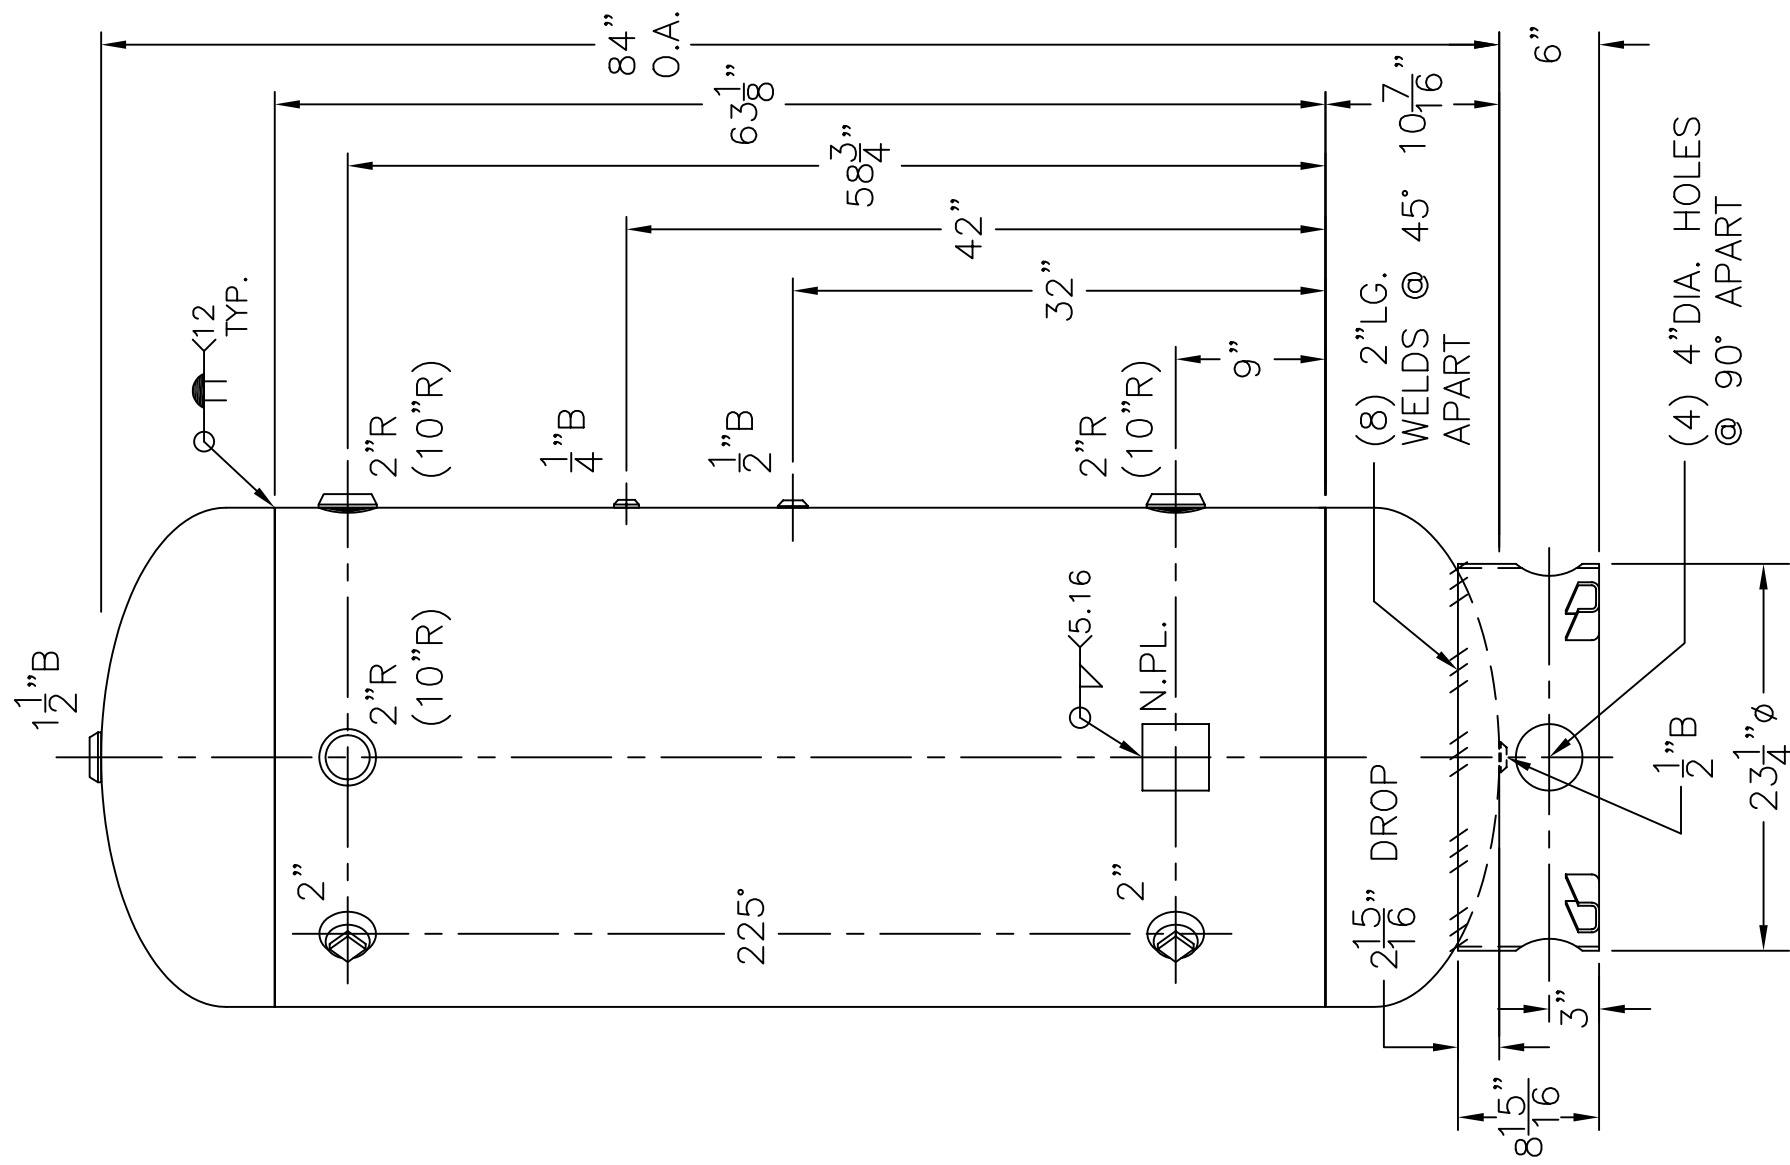 1 1/2"B
84"
O.A.
63 1/8"
58 3/4"
42"
32"
9"
10 7/16"
6"
12
TYP.
2"R
(10"R)
1/4"B
1/2"B
2"R
(10"R)
2"R
(10"R)
5.16
N.PL.
2"
225°
2"
(8) 2"LG.
WELDS @ 45°
APART
(4) 4"DIA. HOLES
@ 90° APART
2 15/16" DROP
1/2"B
23 1/4"ϕ
3"
8 15/16"